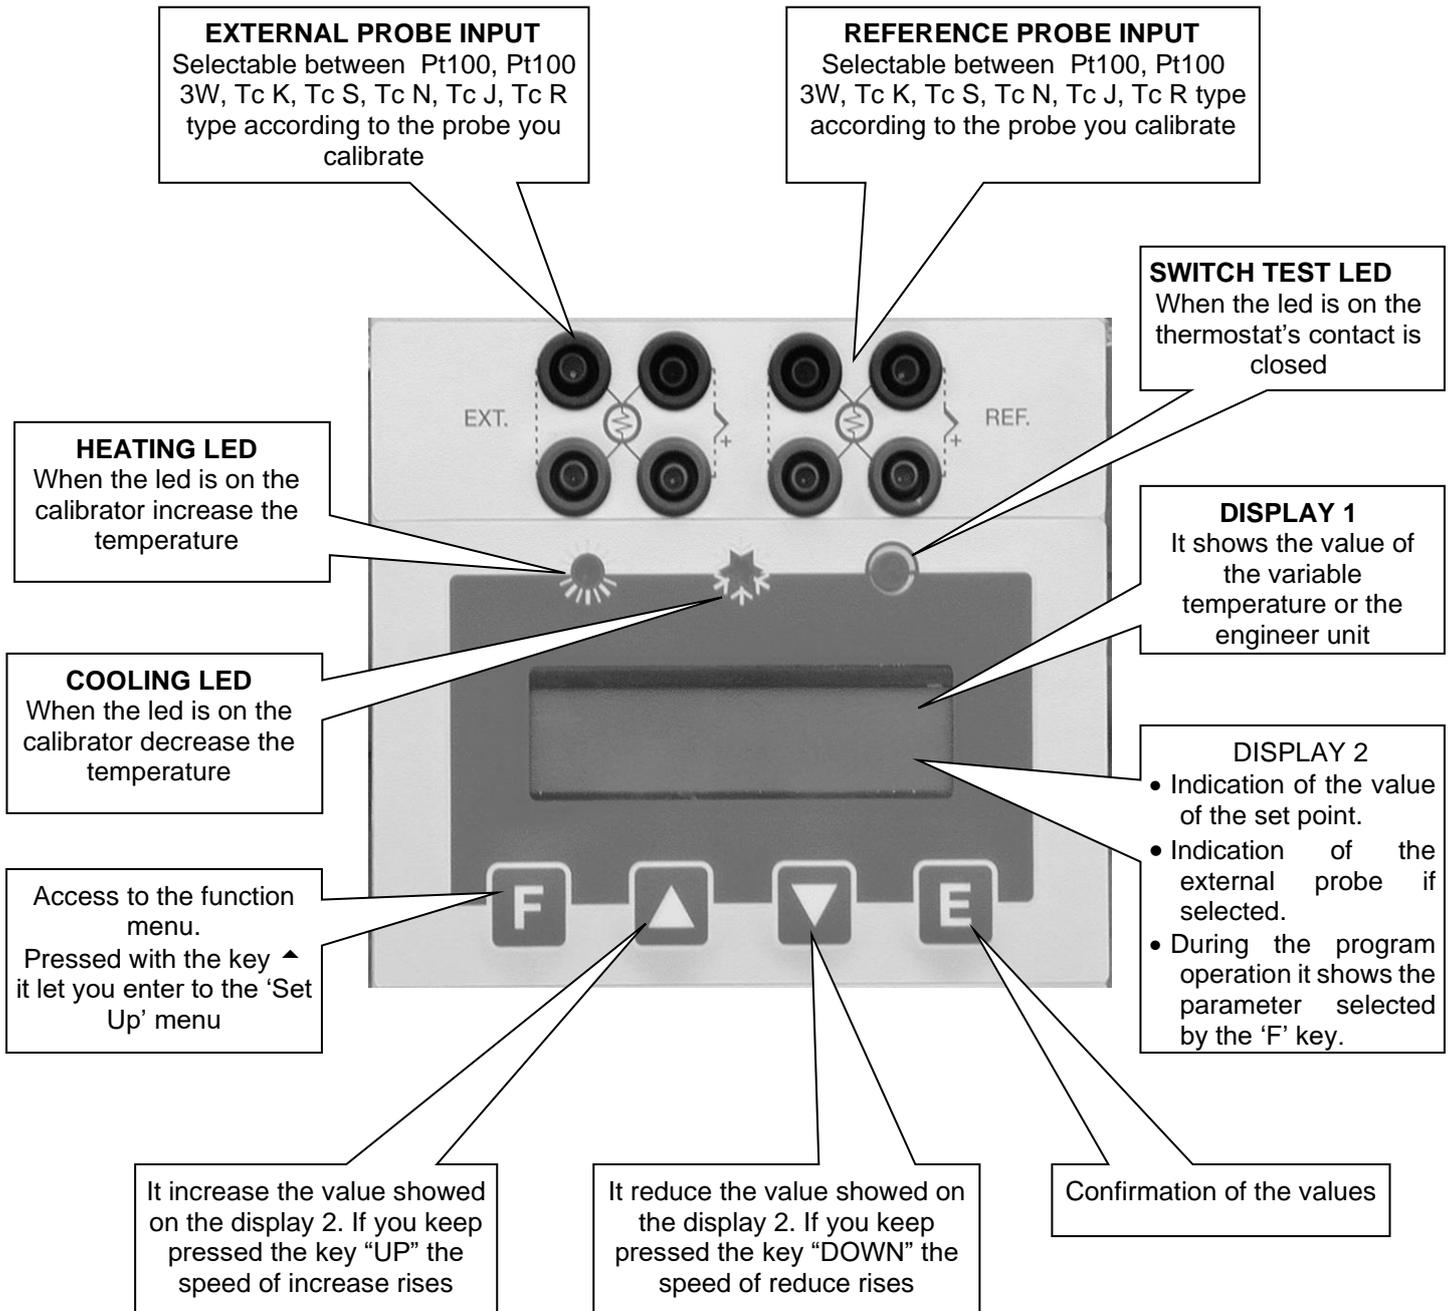 EXTERNAL PROBE INPUT
Selectable between Pt100, Pt100
3W, Tc K, Tc S, Tc N, Tc J, Tc R
type according to the probe you
calibrate
REFERENCE PROBE INPUT
Selectable between Pt100, Pt100
3W, Tc K, Tc S, Tc N, Tc J, Tc R type
according to the probe you calibrate
SWITCH TEST LED
When the led is on the
thermostat’s contact is
closed
EXT.
+
+
REF.
HEATING LED
When the led is on the
calibrator increase the
temperature
DISPLAY 1
It shows the value of
the variable
temperature or the
engineer unit
COOLING LED
When the led is on the
calibrator decrease the
temperature
DISPLAY 2
• Indication of the value
of the set point.
• Indication of the
external probe if
selected.
• During the program
operation it shows the
parameter selected
by the ‘F’ key.
Access to the function
menu.
Pressed with the key ▲
it let you enter to the ‘Set
Up’ menu
F
E
It increase the value showed
on the display 2. If you keep
pressed the key “UP” the
speed of increase rises
It reduce the value showed on
the display 2. If you keep
pressed the key “DOWN” the
speed of reduce rises
Confirmation of the values